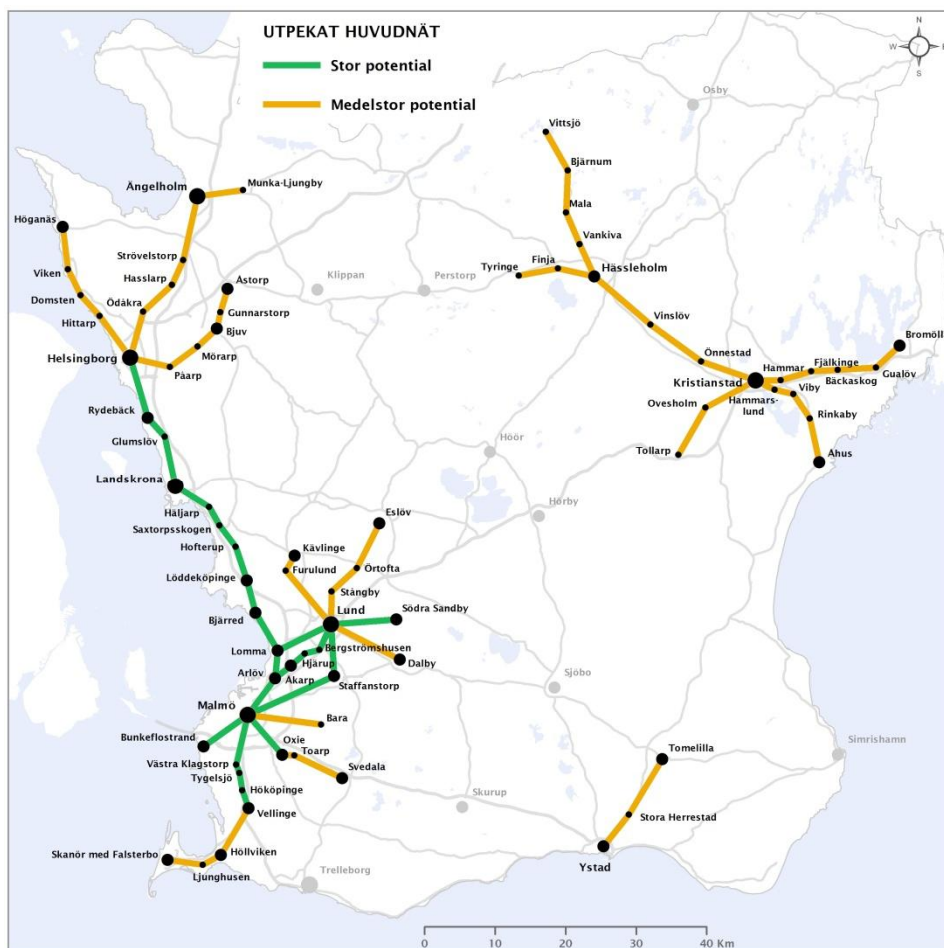 UTPEKAT HUVUDNÄT
Stor potential
Medelstor potential
N
W
S
Osby
Vittsjö
Bjärnum
Mala
Vankiva
Finja
Tyringe
Hässleholm
Munka-Ljungby
Ängelholm
Höganäs
Strövelstorp
Viken
Hasslarp
Åstorp
Klippan
Perstorp
Domsten
Ödåkra
Gunnarstorp
Hittarp
Bjuv
Helsingborg
Mörarp
Påarp
Vinslöv
Önnestad
Bromöll
Hammar
Fjälkinge
Kristianstad
Bäckaskog
Gualöv
Hammars-
lund
Viby
Ovesholm
Rinkaby
Rydebäck
Glumslöv
Tollarp
Åhus
Höör
Landskrona
Häljarp
Saxtorpsskogen
Hörby
Eslöv
Hofterup
Kävlinge
Furulund
Örtofta
Löddeköpinge
Stångby
Lund
Södra Sandby
Bjärred
Lomma
Bergströmshusen
Hjärup
Dalby
Arlöv
Åkarp
Staffanstorp
Sjöbo
Malmö
Bara
Bunkeflostrand
Oxie
Toarp
Västra Klagstorp
Tygelsjö
Svedala
Tomelilla
Simrishamn
Hököpinge
Vellinge
Skurup
Stora Herrestad
Skanör med Falsterbo
Höllviken
Ljunghusen
Ystad
Trelleborg
0 10 20 30 40 Km